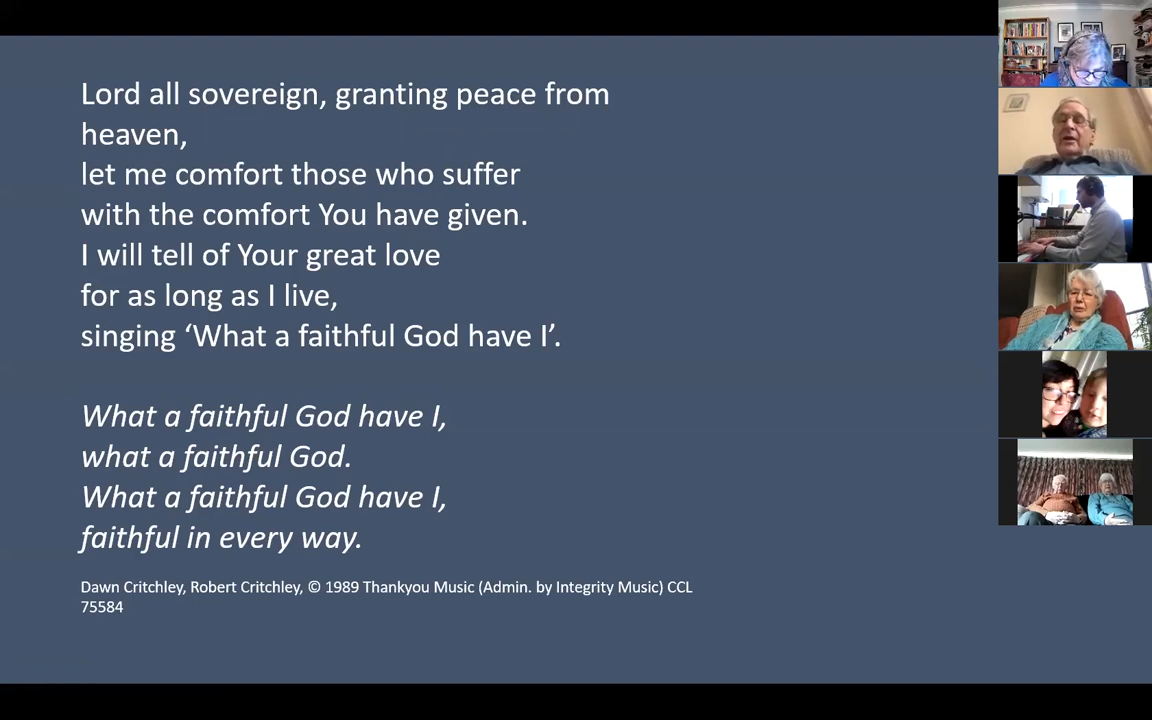 Lord all sovereign, granting peace from
heaven,
let me comfort those who suffer
with the comfort You have given.
I will tell of Your great love
for as long as I live,
singing ‘What a faithful God have I’.
What a faithful God have I,
what a faithful God.
What a faithful God have I,
faithful in every way.
Dawn Critchley, Robert Critchley, © 1989 Thankyou Music (Admin. by Integrity Music) CCL
75584